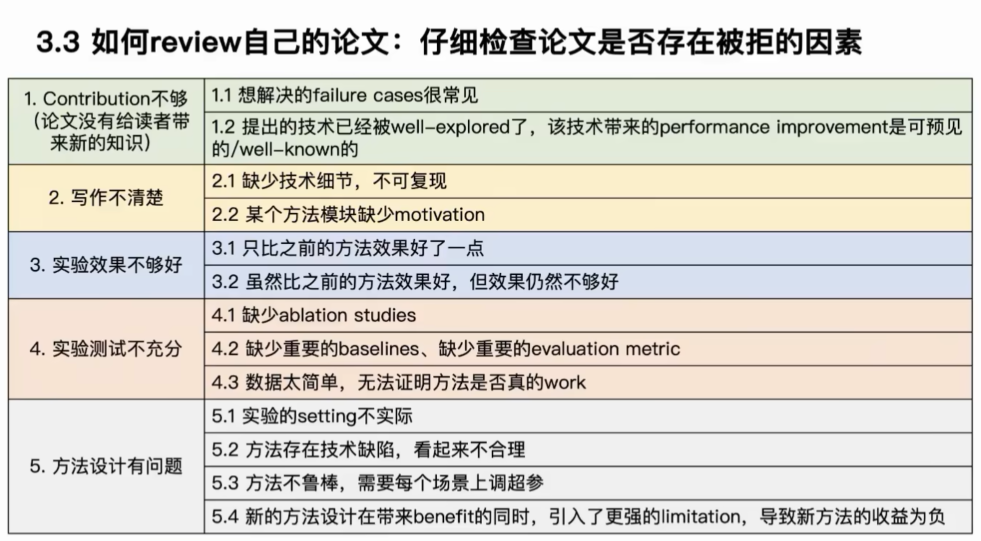 3.3 如何review自己的论文：仔细检查论文是否存在被拒的因素
1. Contribution不够
（论文没有给读者带
来新的知识）
1.1 想解决的failure cases很常见
1.2 提出的技术已经被well-explored了，该技术带来的performance improvement是可预见
的/well-known的
2. 写作不清楚
2.1 缺少技术细节，不可复现
2.2 某个方法模块缺少motivation
3. 实验效果不够好
3.1 只比之前的方法效果好了一点
3.2 虽然比之前的方法效果好，但效果仍然不够好
4. 实验测试不充分
4.1 缺少ablation studies
4.2 缺少重要的baselines、缺少重要的evaluation metric
4.3 数据太简单，无法证明方法是否真的work
5. 方法设计有问题
5.1 实验的setting不实际
5.2 方法存在技术缺陷，看起来不合理
5.3 方法不鲁棒，需要每个场景上调超参
5.4 新的方法设计在带来benefit的同时，引入了更强的limitation，导致新方法的收益为负